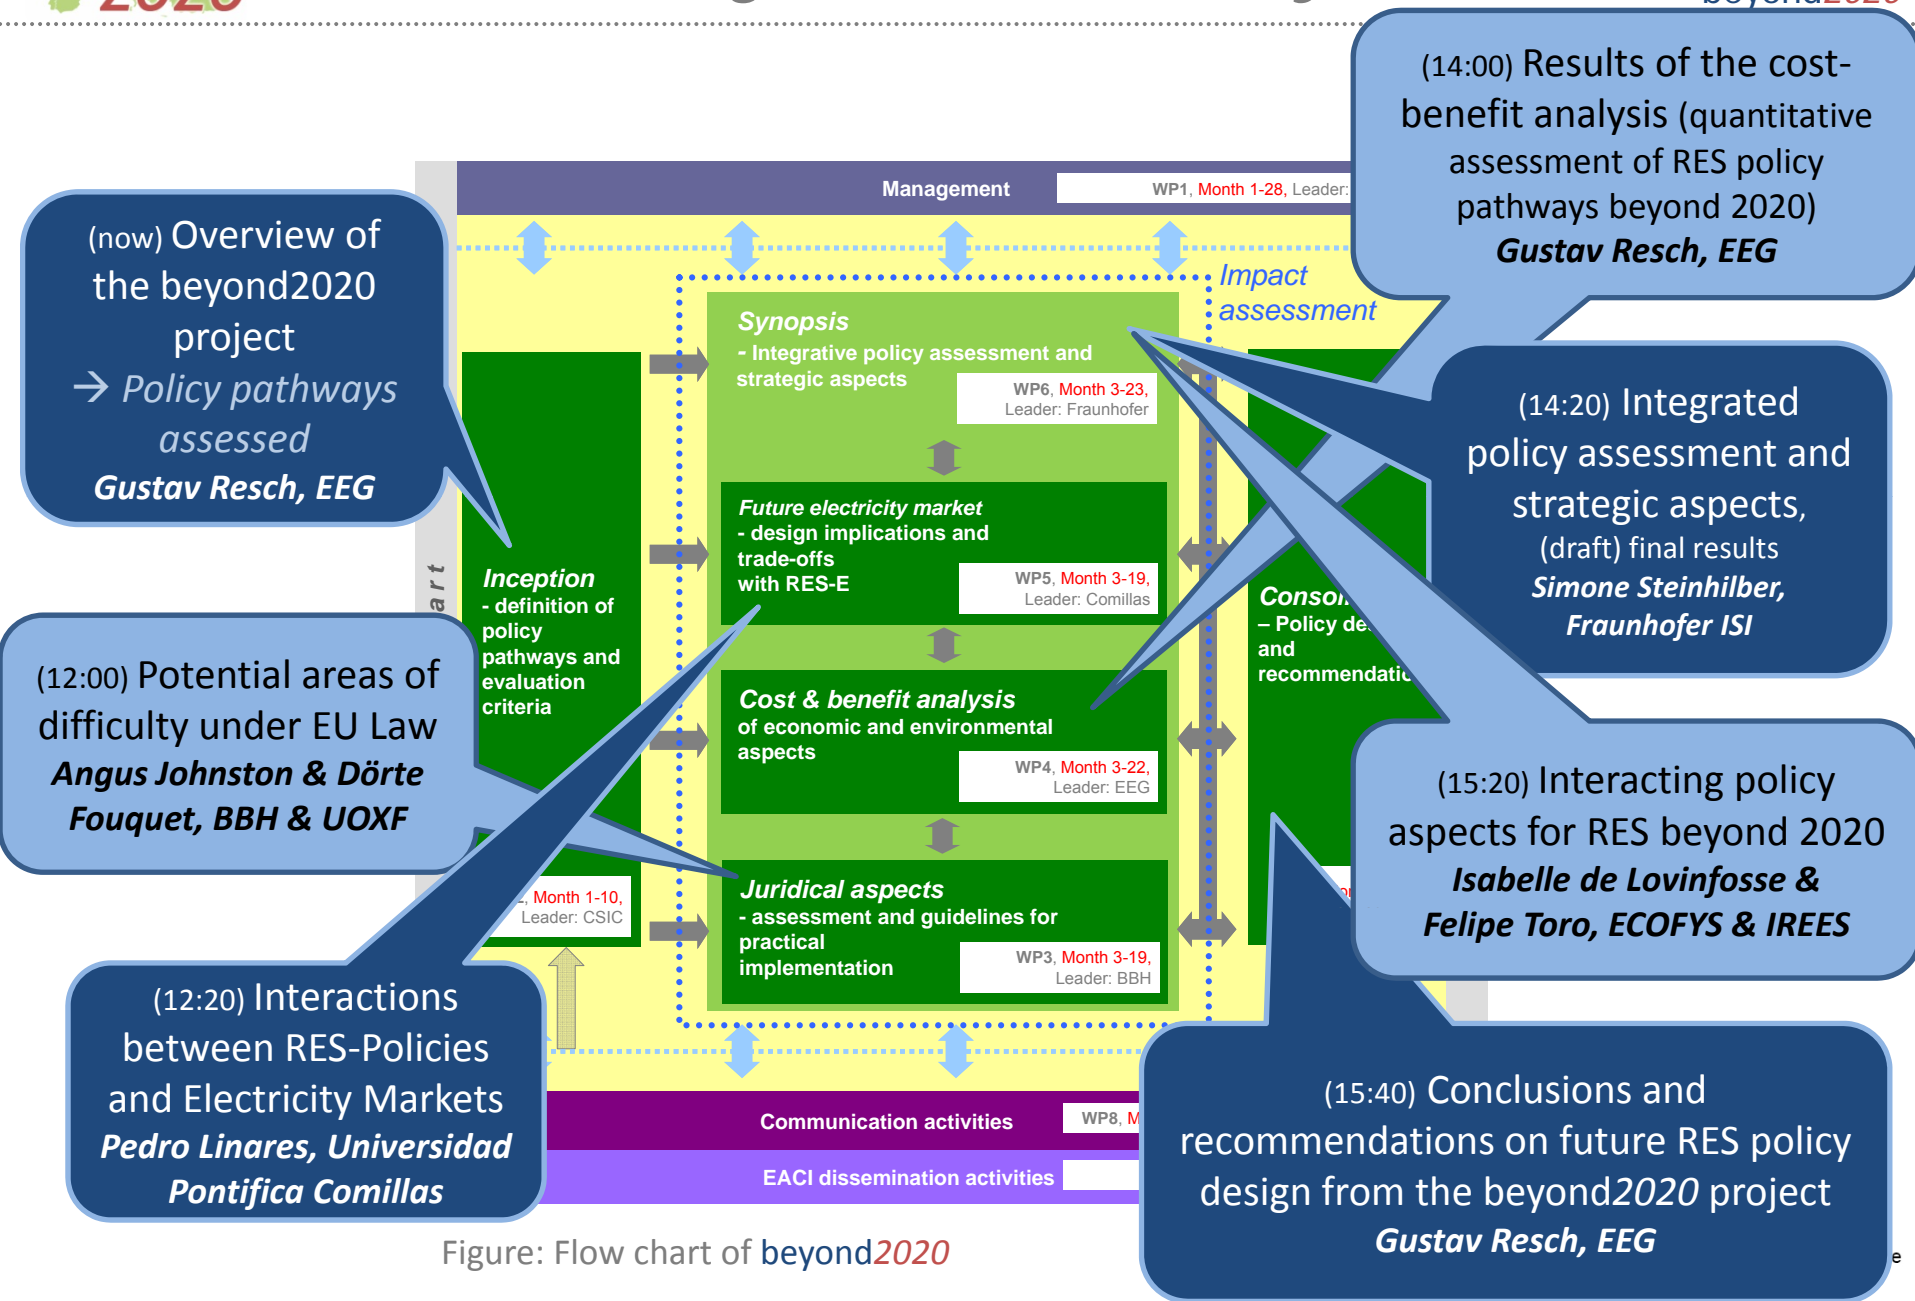 2020
beyond2020
(14:00) Results of the cost-
benefit analysis (quantitative
assessment of RES policy
pathways beyond 2020)
Gustav Resch, EEG
Management
WP1, Month 1-28, Leader:
(now) Overview of
the beyond2020
project
→ Policy pathways
assessed
Gustav Resch, EEG
Impact
assessment
Synopsis
- Integrative policy assessment and
strategic aspects
WP6, Month 3-23,
Leader: Fraunhofer
(14:20) Integrated
policy assessment and
strategic aspects,
(draft) final results
Simone Steinhilber,
Fraunhofer ISI
Future electricity market
- design implications and
trade-offs
with RES-E
WP5, Month 3-19,
Leader: Comillas
Inception
- definition of
policy
pathways and
evaluation
criteria
, Month 1-10,
Leader: CSIC
– Policy
and
(12:00) Potential areas of
difficulty under EU Law
Angus Johnston & Dörte
Fouquet, BBH & UOXF
Cost & benefit analysis
of economic and environmental
aspects
WP4, Month 3-22,
Leader: EEG
(15:20) Interacting policy
aspects for RES beyond 2020
Isabelle de Lovinfosse &
Felipe Toro, ECOFYS & IREES
Juridical aspects
- assessment and guidelines for
practical
implementation
WP3, Month 3-19,
Leader: BBH
(12:20) Interactions
between RES-Policies
and Electricity Markets
Pedro Linares, Universidad
Pontifica Comillas
Communication activities
WP8, M
EACI dissemination activities
(15:40) Conclusions and
recommendations on future RES policy
design from the beyond2020 project
Gustav Resch, EEG
Figure: Flow chart of beyond2020